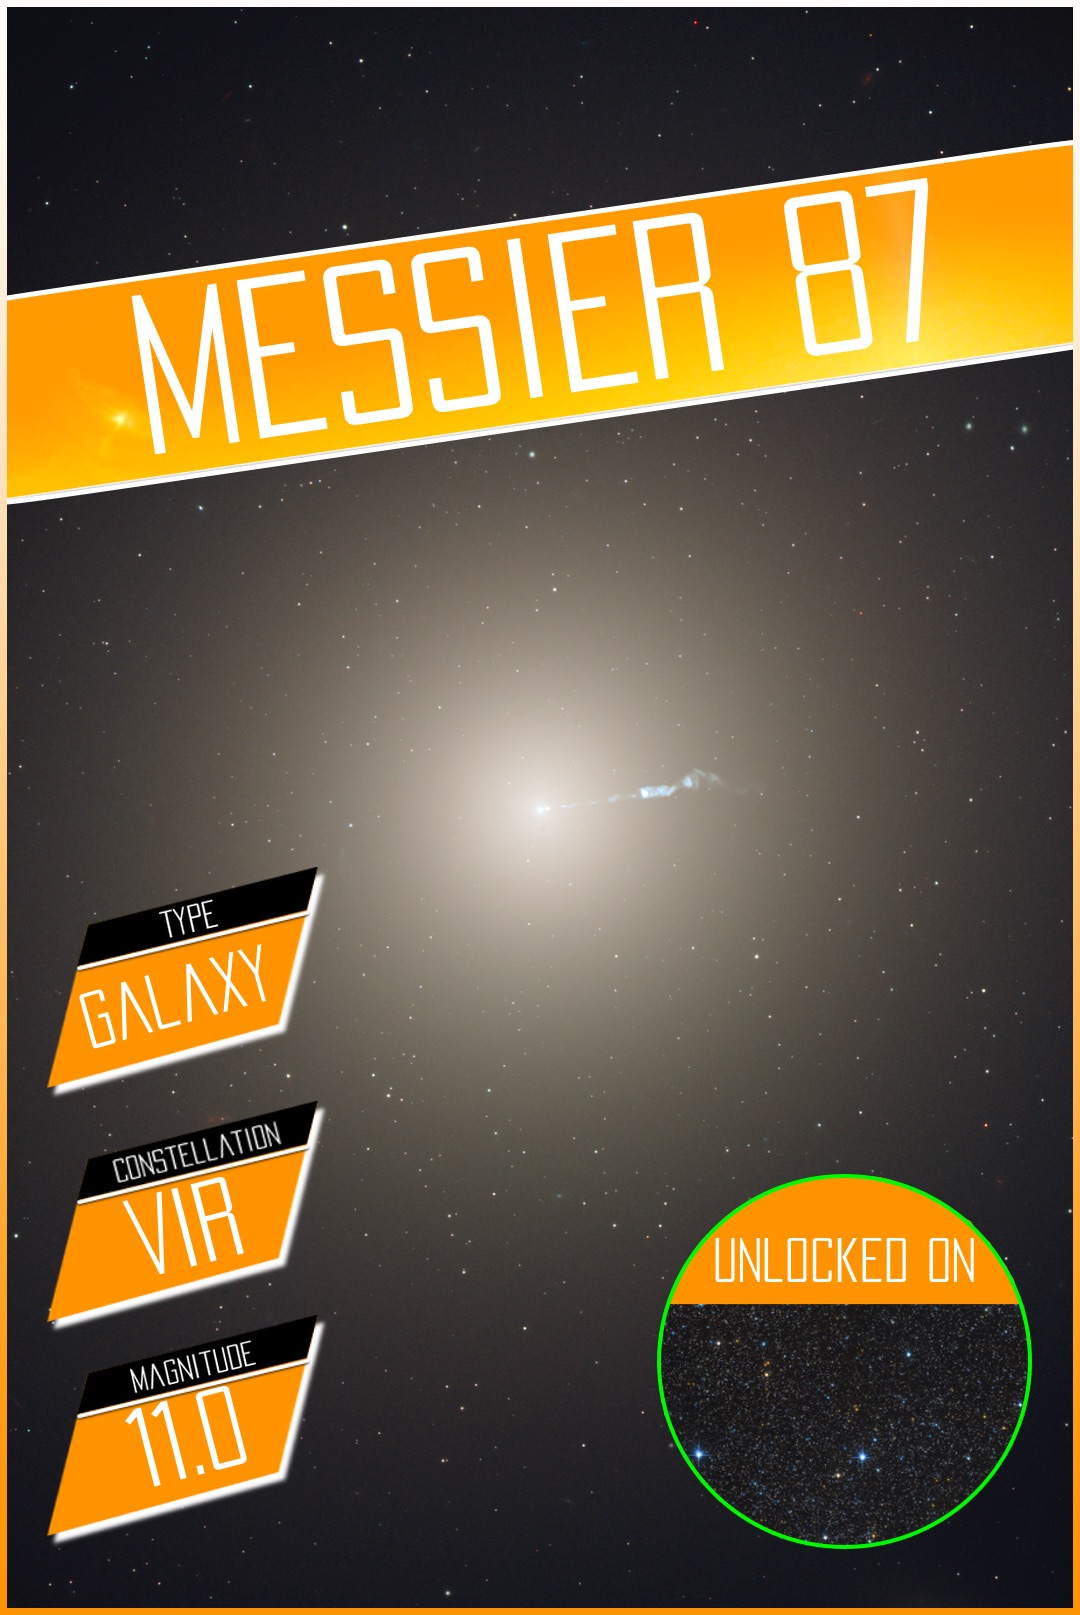 MESSIER 87
TYPE
GALAXY
CONSTELLATION
VIR
MAGNITUDE
11.0
UNLOCKED ON